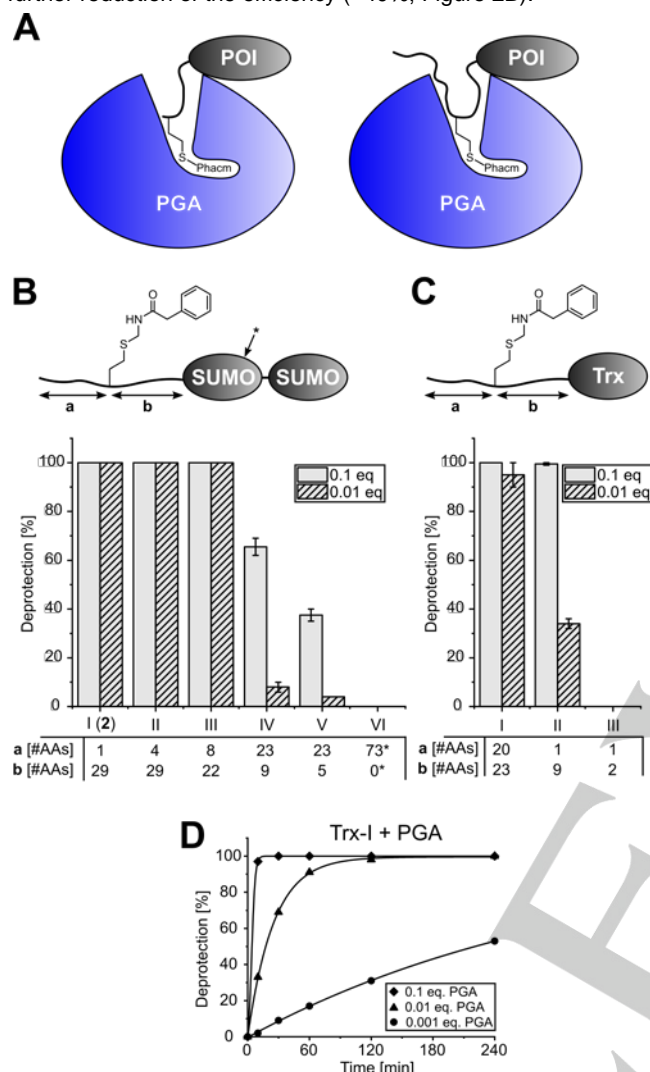 further reduction of the efficiency (~40%, Figure 2B).
A
POI
S
Phacm
PGA
POI
S
Phacm
PGA
B
O
HN
S
*
SUMO SUMO
a b
Deprotection [%]
100
80
60
40
20
0
0.1 eq
0.01 eq
I (2) II III IV V VI
a [#AAs] 1 4 8 23 23 73*
b [#AAs] 29 29 22 9 5 0*
C
O
HN
S
Trx
a b
Deprotection [%]
100
80
60
40
20
0
0.1 eq
0.01 eq
I II III
a [#AAs] 20 1 1
b [#AAs] 23 9 2
D
Trx-I + PGA
Deprotection [%]
100
80
60
40
20
0
0.1 eq. PGA
0.01 eq. PGA
0.001 eq. PGA
0 60 120 180 240
Time [min]